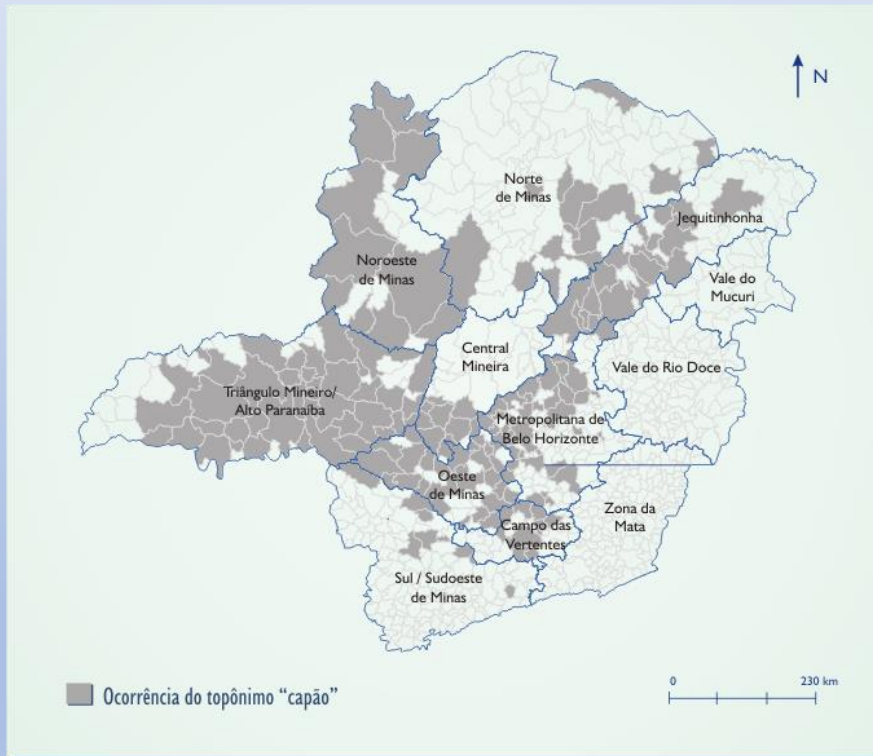 N
Norte
de Minas
Jequitinhonha
Noroeste
de Minas
Vale do
Mucuri
Central
Mineira
Vale do Rio Doce
Triângulo Mineiro/
Alto Paranaíba
Metropolitana de
Belo Horizonte
Oeste
de Minas
Zona da
Mata
Campo das
Vertentes
Sul / Sudoeste
de Minas
Ocorrência do topônimo “capão”
0 230 km